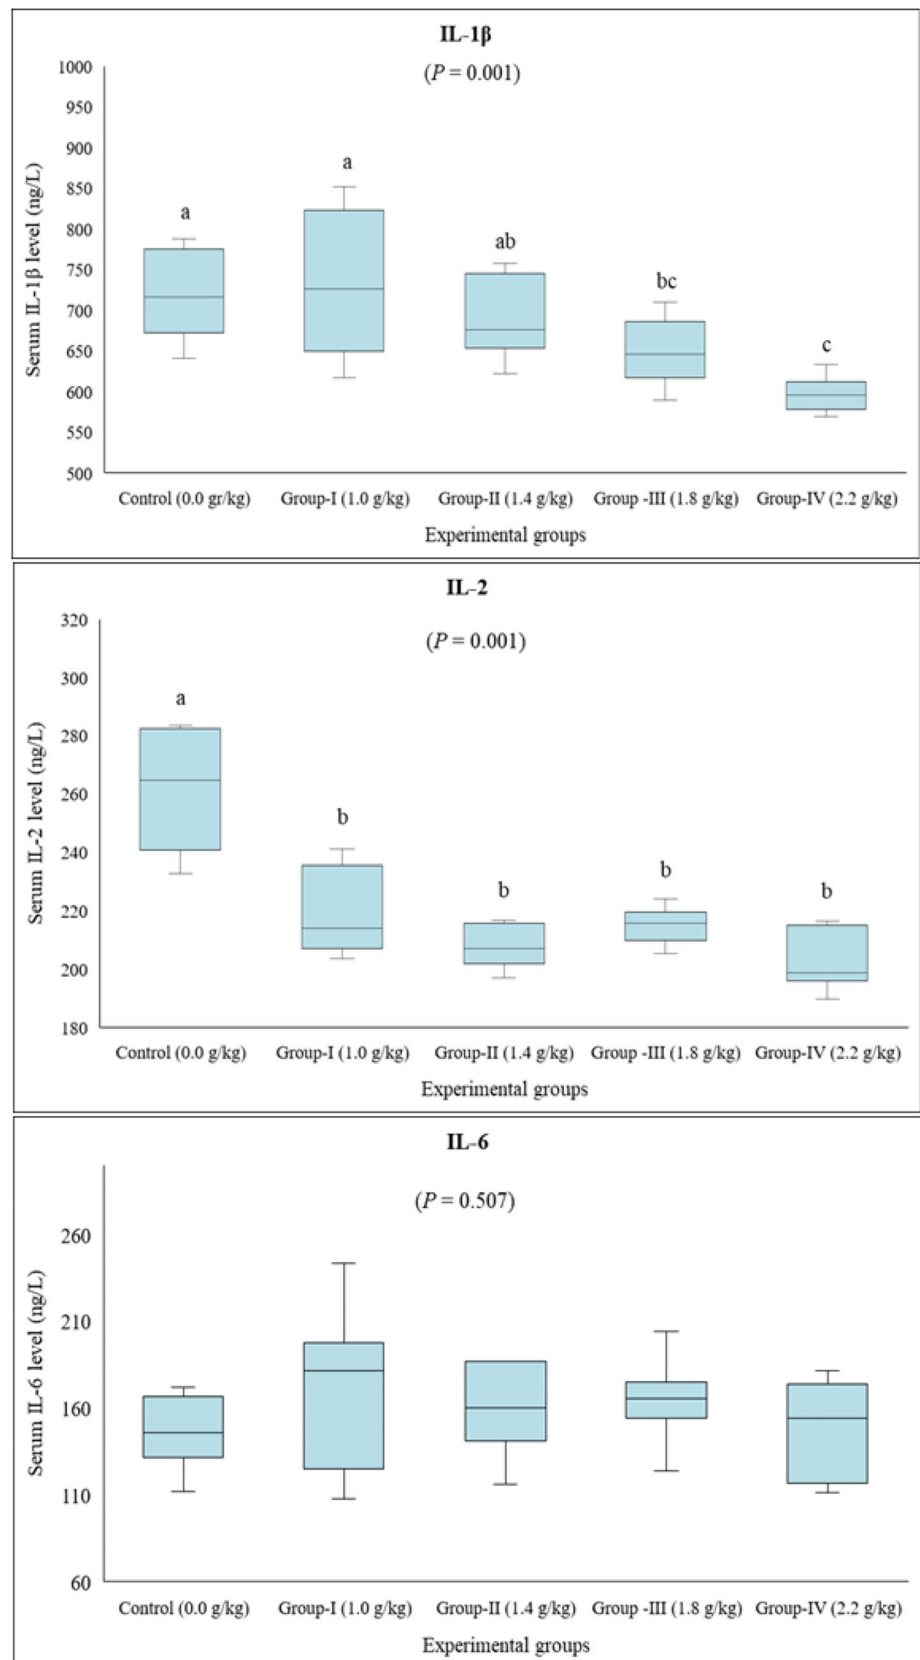 IL-1β
(P = 0.001)
1000
950
900
850
800
750
700
650
600
550
500
Serum IL-1β level (ng/L)
a
a
ab
bc
c
Control (0.0 gr/kg) Group-I (1.0 g/kg) Group-II (1.4 g/kg) Group -III (1.8 g/kg) Group-IV (2.2 g/kg)
Experimental groups
IL-2
(P = 0.001)
320
300
280
260
240
220
200
180
Serum IL-2 level (ng/L)
a
b
b
b
b
Control (0.0 g/kg) Group-I (1.0 g/kg) Group-II (1.4 g/kg) Group -III (1.8 g/kg) Group-IV (2.2 g/kg)
Experimental groups
IL-6
(P = 0.507)
260
210
160
110
60
Serum IL-6 level (ng/L)
Control (0.0 g/kg) Group-I (1.0 g/kg) Group-II (1.4 g/kg) Group -III (1.8 g/kg) Group-IV (2.2 g/kg)
Experimental groups